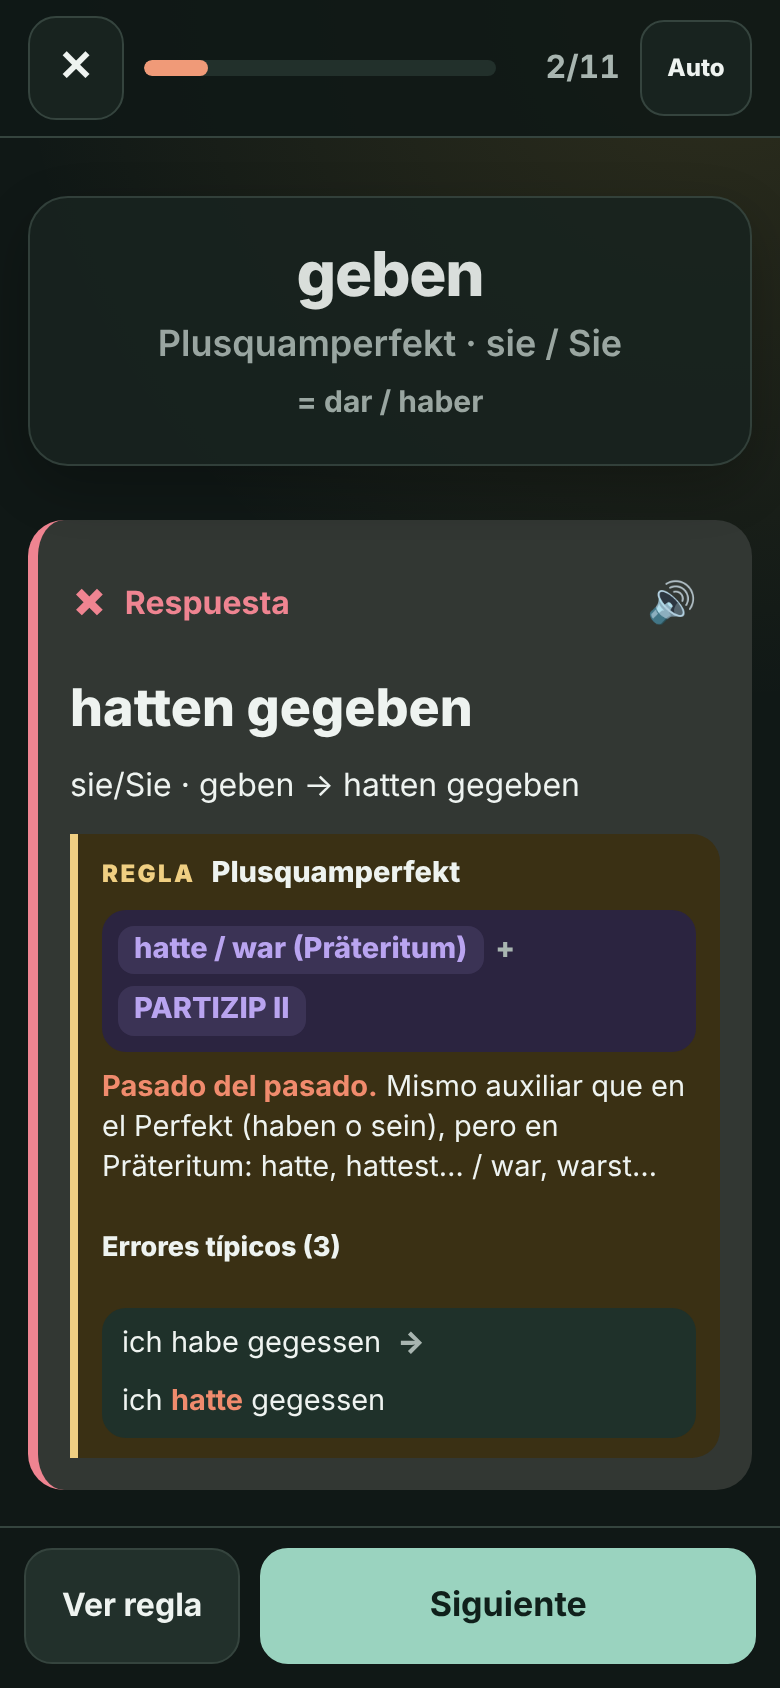 ✕
2/11
Auto
geben
Plusquamperfekt · sie / Sie
= dar / haber
✖ Respuesta
hatten gegeben
sie/Sie · geben → hatten gegeben
REGLA Plusquamperfekt
hatte / war (Präteritum) +
PARTIZIP II
Pasado del pasado. Mismo auxiliar que en
el Perfekt (haben o sein), pero en
Präteritum: hatte, hattest… / war, warst…
Errores típicos (3)
ich habe gegessen →
ich hatte gegessen
Ver regla
Siguiente